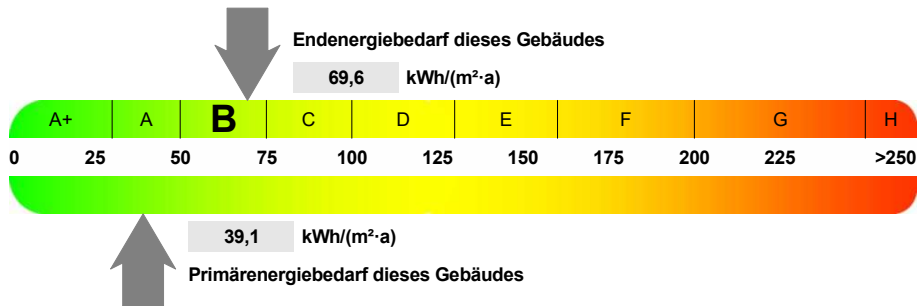 Endenergiebedarf dieses Gebäudes
69,6 kWh/(m²·a)
A+ A B C D E F G H
0 25 50 75 100 125 150 175 200 225 >250
39,1 kWh/(m²·a)
Primärenergiebedarf dieses Gebäudes